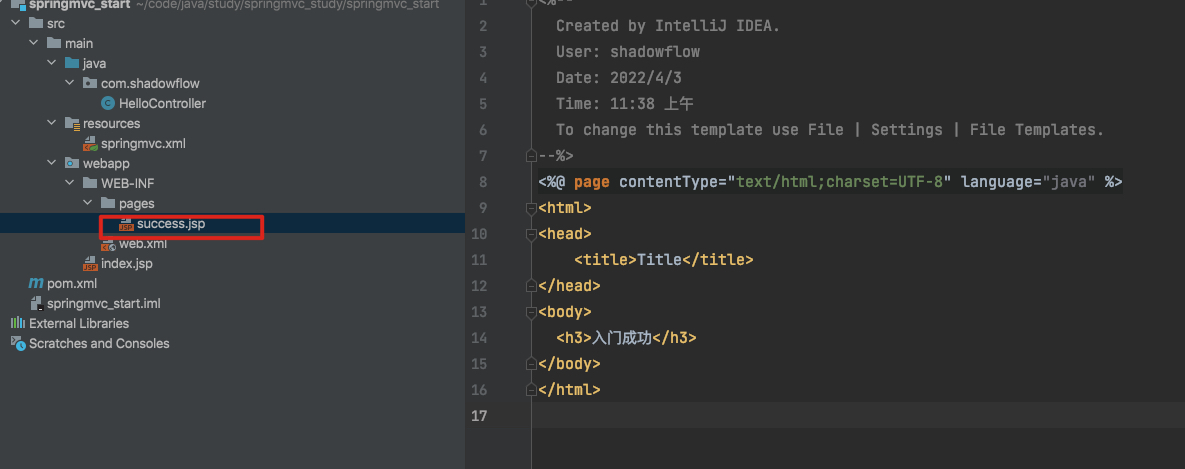 springmvc_start ~/code/java/study/springmvc_study/springmvc_start
src
main
java
com.shadowflow
HelloController
resources
springmvc.xml
webapp
WEB-INF
pages
success.jsp
web.xml
index.jsp
pom.xml
springmvc_start.iml
External Libraries
Scratches and Consoles
1 <%--
2 Created by IntelliJ IDEA.
3 User: shadowflow
4 Date: 2022/4/3
5 Time: 11:38 上午
6 To change this template use File | Settings | File Templates.
7 --%>
8 <%@ page contentType="text/html;charset=UTF-8" language="java" %>
9 <html>
10 <head>
11 <title>Title</title>
12 </head>
13 <body>
14 <h3>入门成功</h3>
15 </body>
16 </html>
17